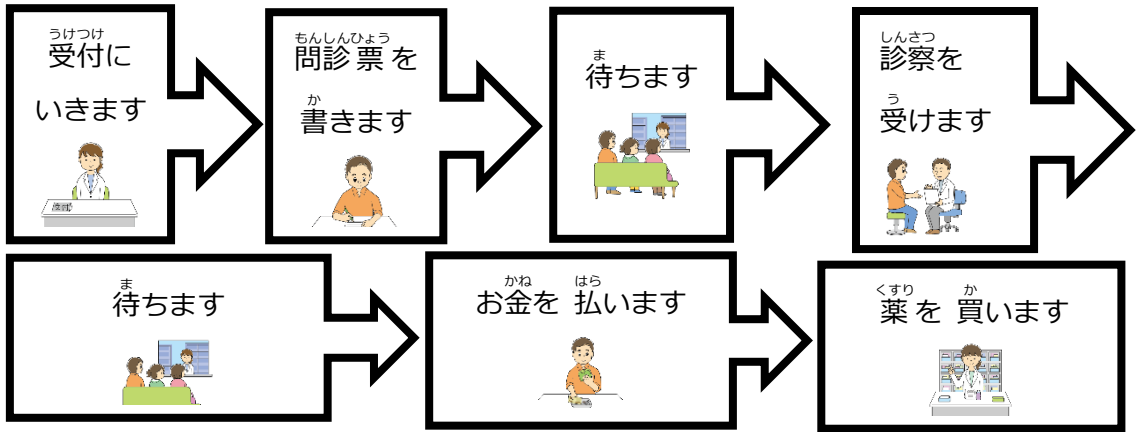 うけつけ
受付に
いきます
受付
もんしんひょう
問診票を
か
書きます
ま
待ちます
しんさつ
診察を
う
受けます
ま
待ちます
かね はら
お金を 払います
くすり か
薬を 買います